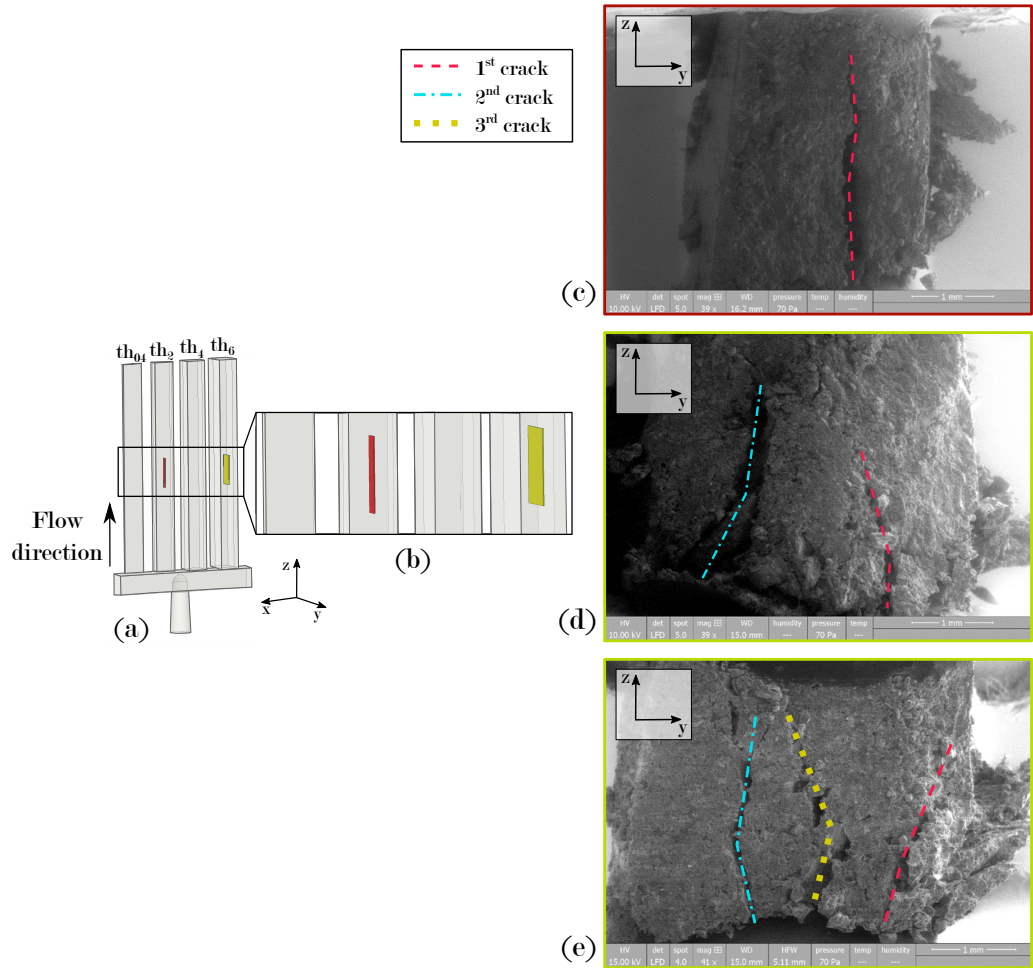 1st crack
2nd crack
3rd crack
z
y
HV det spot mag ⊞ WD pressure temp humidity
10.00 kV LFD 5.0 39 x 16.2 mm 70 Pa --- ---
1 mm
(c)
th04 th2 th4 th6
Flow
direction
(a)
(b)
z
x
y
z
y
HV det spot mag ⊞ WD humidity pressure temp
10.00 kV LFD 5.0 39 x 15.0 mm --- 70 Pa ---
1 mm
(d)
z
y
HV det spot mag ⊞ WD HFW pressure temp humidity
15.00 kV LFD 4.0 41 x 15.0 mm 5.11 mm 70 Pa --- ---
1 mm
(e)